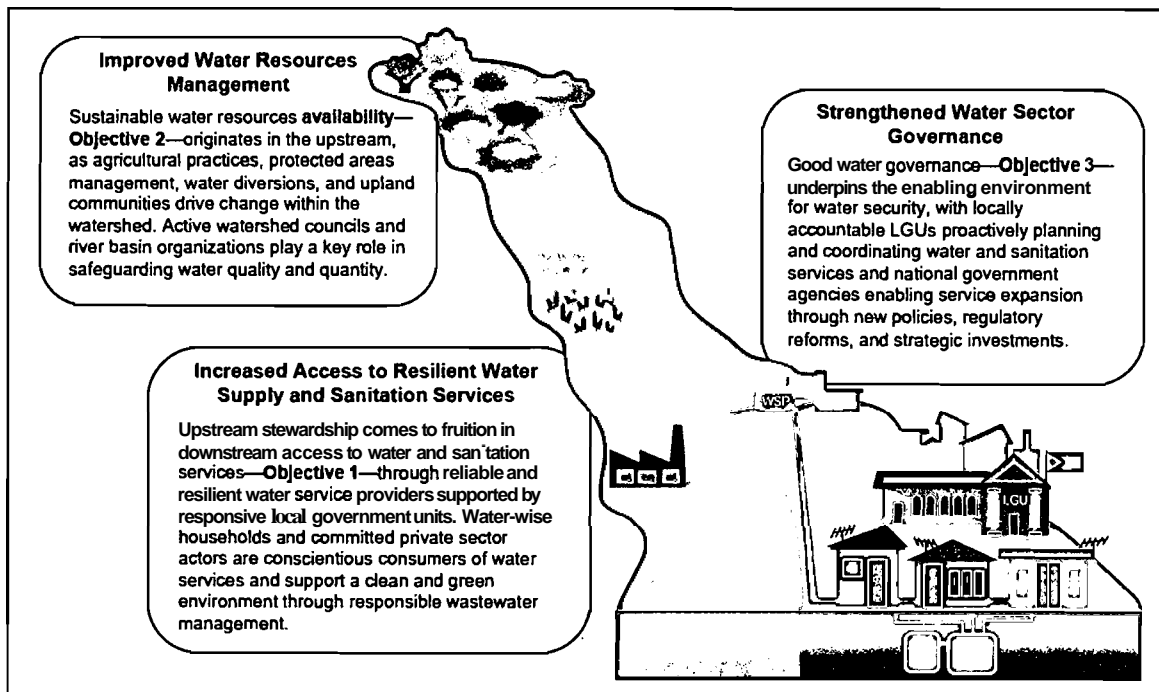 Improved Water Resources
Management
Sustainable water resources availability—
Objective 2—originates in the upstream,
as agricultural practices, protected areas
management, water diversions, and upland
communities drive change within the
watershed. Active watershed councils and
river basin organizations play a key role in
safeguarding water quality and quantity.
Strengthened Water Sector
Governance
Good water governance—Objective 3—
underpins the enabling environment
for water security, with locally
accountable LGUs proactively planning
and coordinating water and sanitation
services and national government
agencies enabling service expansion
through new policies, regulatory
reforms, and strategic investments.
Increased Access to Resilient Water
Supply and Sanitation Services
Upstream stewardship comes to fruition in
downstream access to water and sanitation
services—Objective 1—through reliable and
resilient water service providers supported by
responsive local government units. Water-wise
households and committed private sector
actors are conscientious consumers of water
services and support a clean and green
environment through responsible wastewater
management.
WSP
LGU